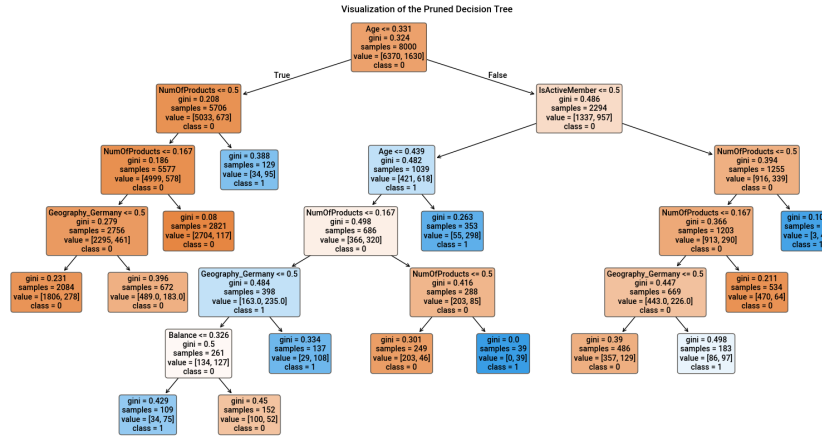 Visualization of the Pruned Decision Tree
Age <= 0.331
gini = 0.324
samples = 8000
value = [6370, 1630]
class = 0
True
False
NumOfProducts <= 0.5
gini = 0.208
samples = 5706
value = [5033, 673]
class = 0
IsActiveMember <= 0.5
gini = 0.486
samples = 2294
value = [1337, 957]
class = 0
NumOfProducts <= 0.167
gini = 0.186
samples = 5577
value = [4999, 578]
class = 0
gini = 0.388
samples = 129
value = [34, 95]
class = 1
Age <= 0.439
gini = 0.482
samples = 1039
value = [421, 618]
class = 1
NumOfProducts <= 0.5
gini = 0.394
samples = 1255
value = [916, 339]
class = 0
Geography_Germany <= 0.5
gini = 0.279
samples = 2756
value = [2295, 461]
class = 0
gini = 0.08
samples = 2821
value = [2704, 117]
class = 0
NumOfProducts <= 0.167
gini = 0.498
samples = 686
value = [366, 320]
class = 0
gini = 0.263
samples = 353
value = [55, 298]
class = 1
NumOfProducts <= 0.167
gini = 0.366
samples = 1203
value = [913, 290]
class = 0
gini = 0.10
samples =
value = [3,
class = 1
gini = 0.231
samples = 2084
value = [1806, 278]
class = 0
gini = 0.396
samples = 672
value = [489.0, 183.0]
class = 0
Geography_Germany <= 0.5
gini = 0.484
samples = 398
value = [163.0, 235.0]
class = 1
NumOfProducts <= 0.5
gini = 0.416
samples = 288
value = [203, 85]
class = 0
Geography_Germany <= 0.5
gini = 0.447
samples = 669
value = [443.0, 226.0]
class = 0
gini = 0.211
samples = 534
value = [470, 64]
class = 0
Balance <= 0.326
gini = 0.5
samples = 261
value = [134, 127]
class = 0
gini = 0.334
samples = 137
value = [29, 108]
class = 1
gini = 0.301
samples = 249
value = [203, 46]
class = 0
gini = 0.0
samples = 39
value = [0, 39]
class = 1
gini = 0.39
samples = 486
value = [357, 129]
class = 0
gini = 0.498
samples = 183
value = [86, 97]
class = 1
gini = 0.429
samples = 109
value = [34, 75]
class = 1
gini = 0.45
samples = 152
value = [100, 52]
class = 0